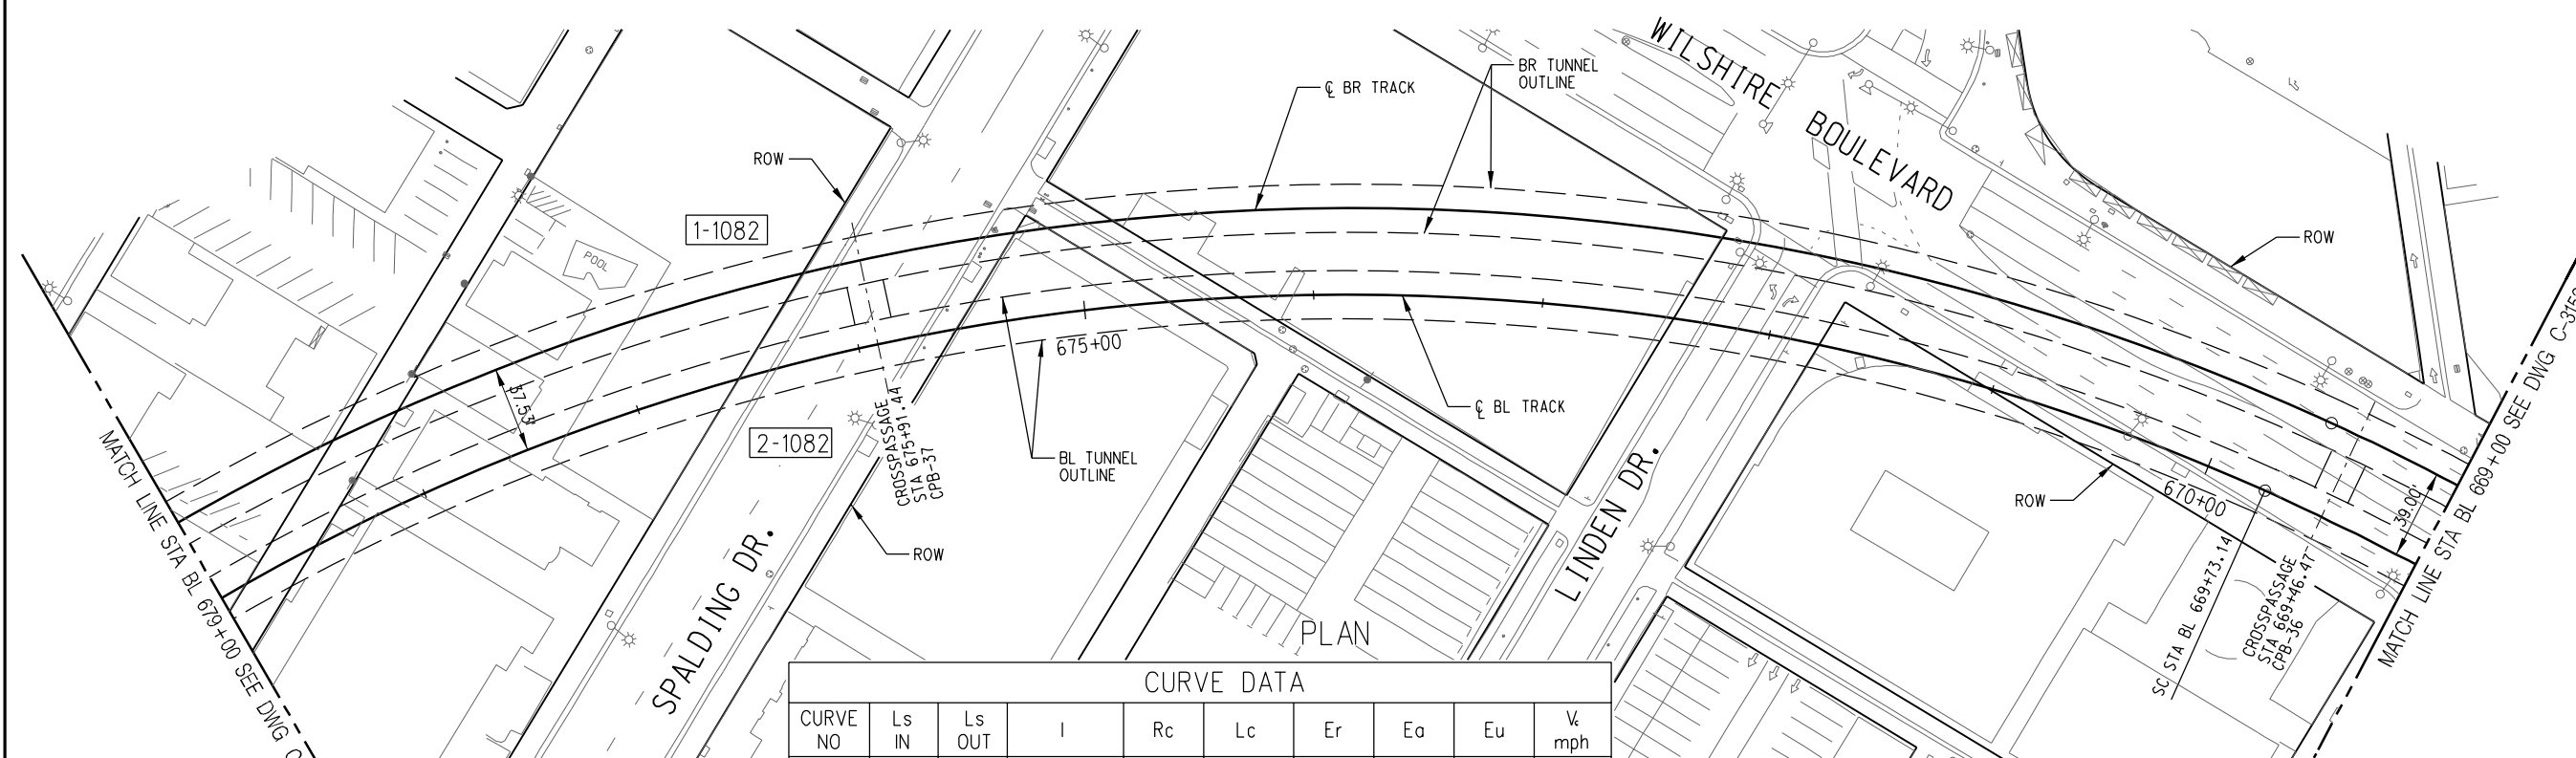 WILSHIRE
BOULEVARD
BR TUNNEL
OUTLINE
℄ BR TRACK
ROW
1-1082
POOL
ROW
675+00
37.53'
℄ BL TRACK
CROSSPASSAGE
STA 675+91.44
CPB-37
2-1082
BL TUNNEL
OUTLINE
ROW
ROW
670+00
39.00'
MATCH LINE STA BL 679+00 SEE DWG
SPALDING DR.
LINDEN DR.
PLAN
SC STA BL 669+73.14
CROSSPASSAGE
STA 669+46.47
CPB-36
MATCH LINE STA BL 669+00 SEE DWG
CURVE DATA
CURVE NO
Ls IN
Ls OUT
I
Rc
Lc
Er
Ea
Eu
mph